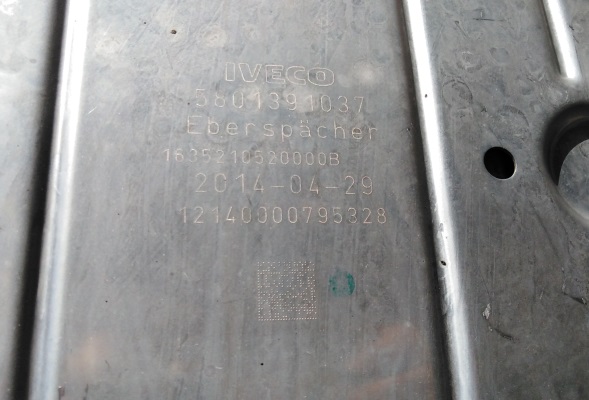 IVECO
5801391037
Eberspächer
1635210520000B
2014-04-29
12140000795328